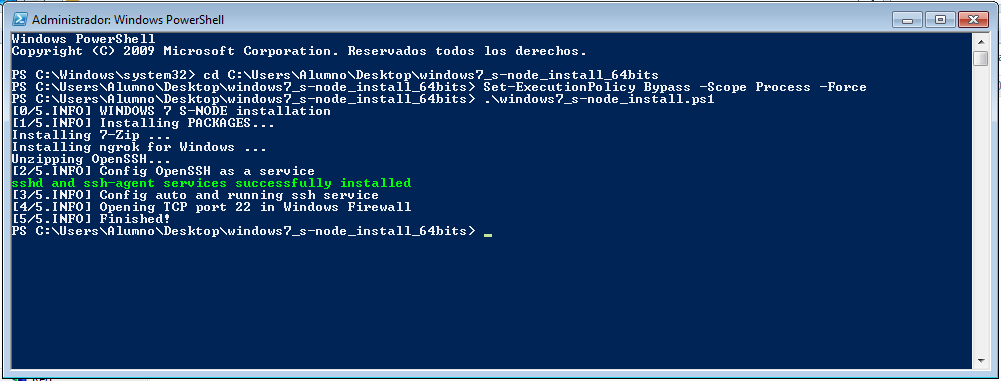 Administrador: Windows PowerShell
Windows PowerShell
Copyright (C) 2009 Microsoft Corporation. Reservados todos los derechos.
PS C:\Windows\system32> cd C:\Users\Alumno\Desktop\windows7_s-node_install_64bits
PS C:\Users\Alumno\Desktop\windows7_s-node_install_64bits> Set-ExecutionPolicy Bypass -Scope Process -Force
PS C:\Users\Alumno\Desktop\windows7_s-node_install_64bits> .\windows7_s-node_install.ps1
[0/5.INFO] WINDOWS 7 S-NODE installation
[1/5.INFO] Installing PACKAGES...
Installing 7-Zip ...
Installing ngrok for Windows ...
Unzipping OpenSSH...
[2/5.INFO] Config OpenSSH as a service
sshd and ssh-agent services successfully installed
[3/5.INFO] Config auto and running ssh service
[4/5.INFO] Opening TCP port 22 in Windows Firewall
[5/5.INFO] Finished!
PS C:\Users\Alumno\Desktop\windows7_s-node_install_64bits> _